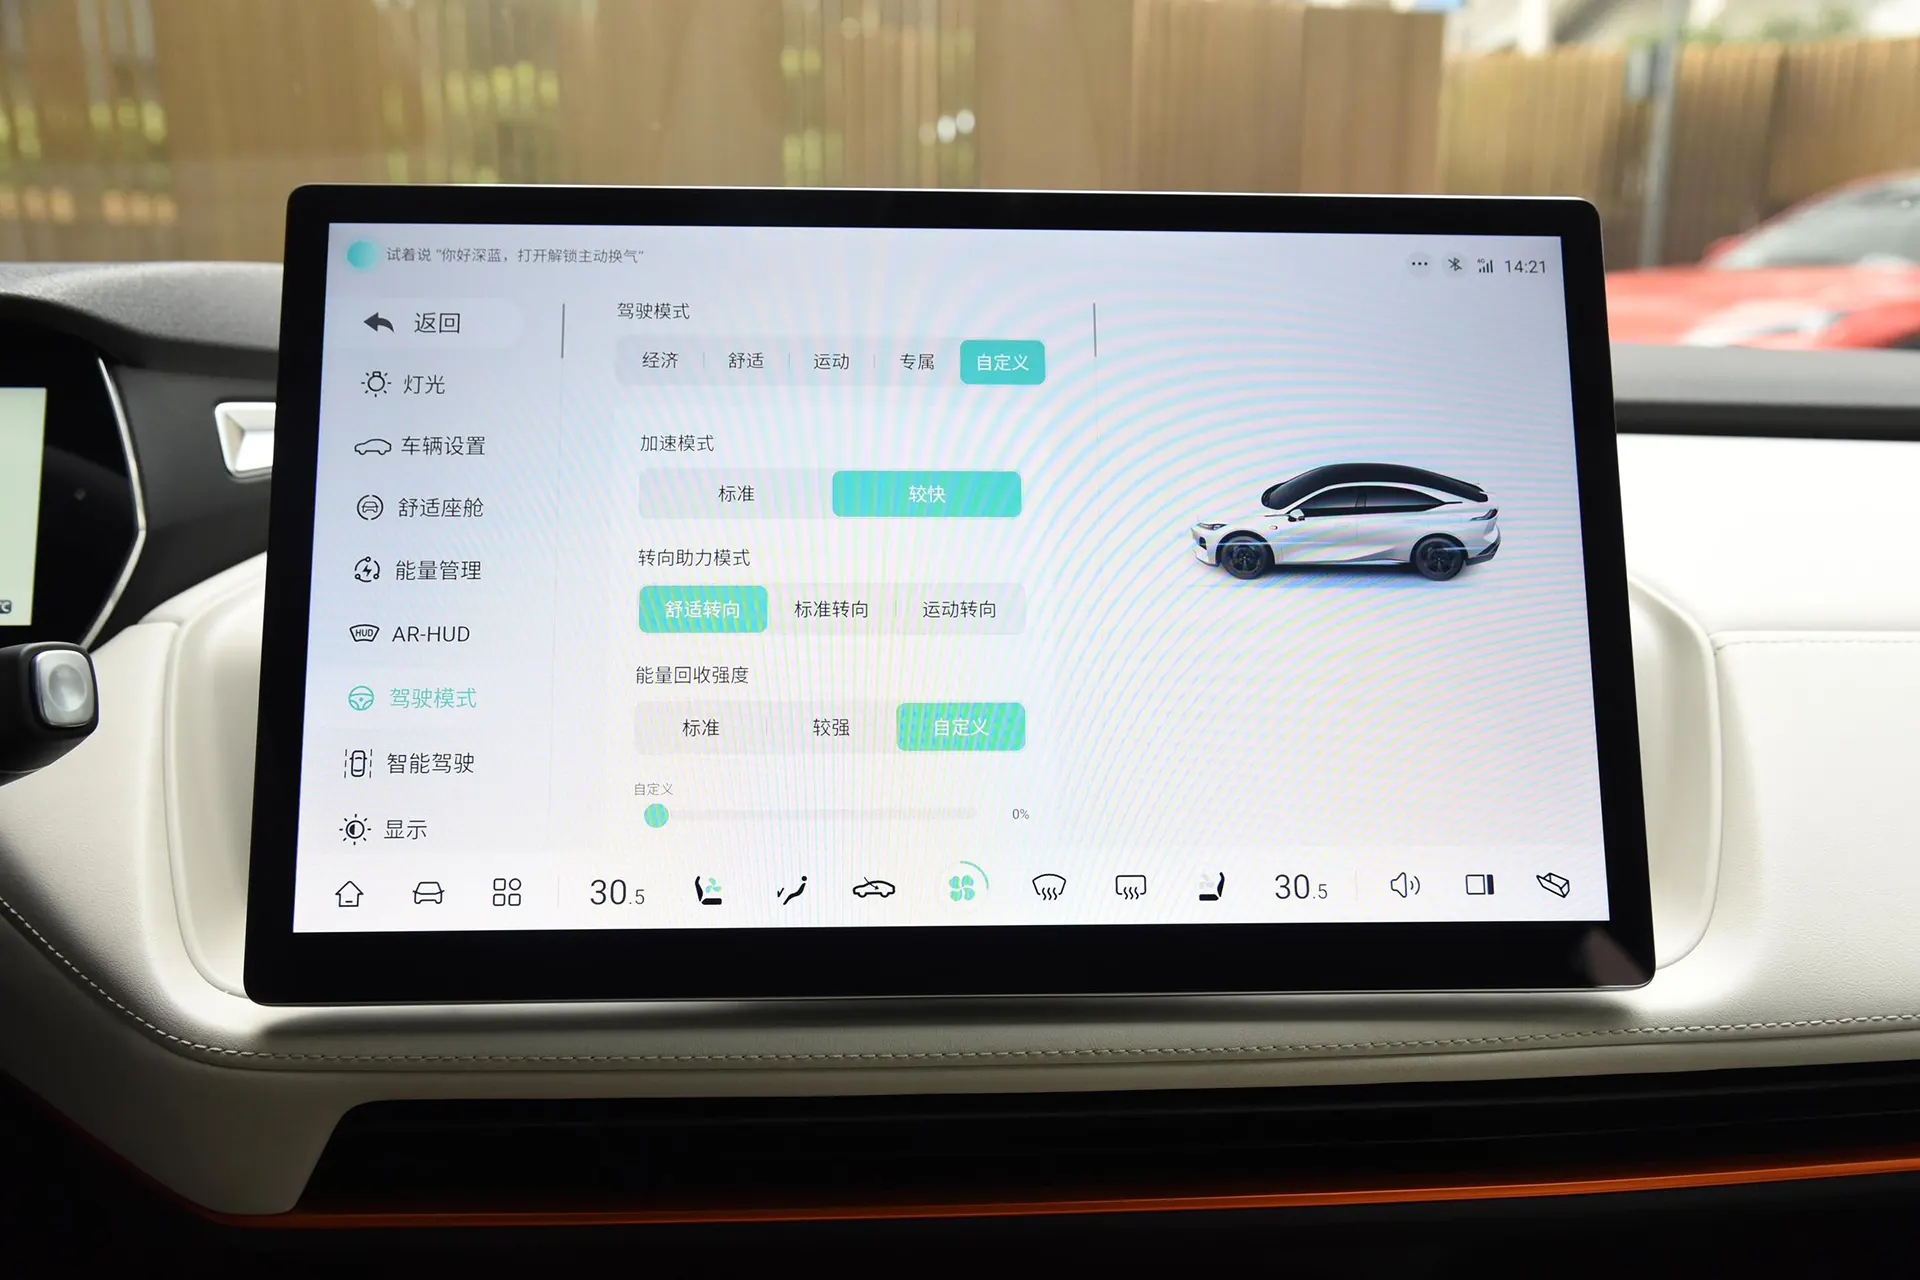 试着说 "你好深蓝，打开解锁主动换气"
4G 14:21
返回
灯光
车辆设置
舒适座舱
能量管理
HUD AR-HUD
驾驶模式
智能驾驶
显示
驾驶模式
经济 舒适 运动 专属 自定义
加速模式
标准 较快
转向助力模式
舒适转向 标准转向 运动转向
能量回收强度
标准 较强 自定义
自定义
0%
30.5 30.5
℃